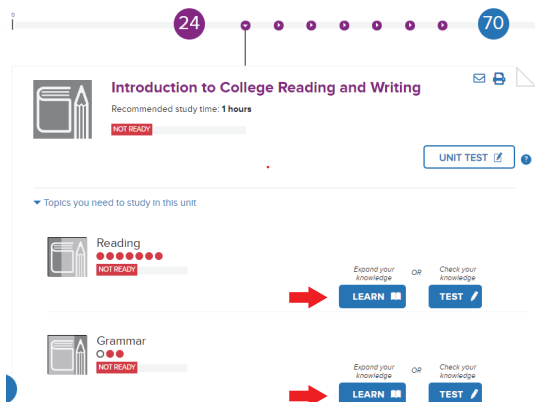 0
24
70
Introduction to College Reading and Writing
Recommended study time: 1 hours
NOT READY
UNIT TEST
?
Topics you need to study in this unit
Reading
NOT READY
Expand your knowledge
OR
Check your knowledge
LEARN
TEST
Grammar
NOT READY
Expand your knowledge
OR
Check your knowledge
LEARN
TEST